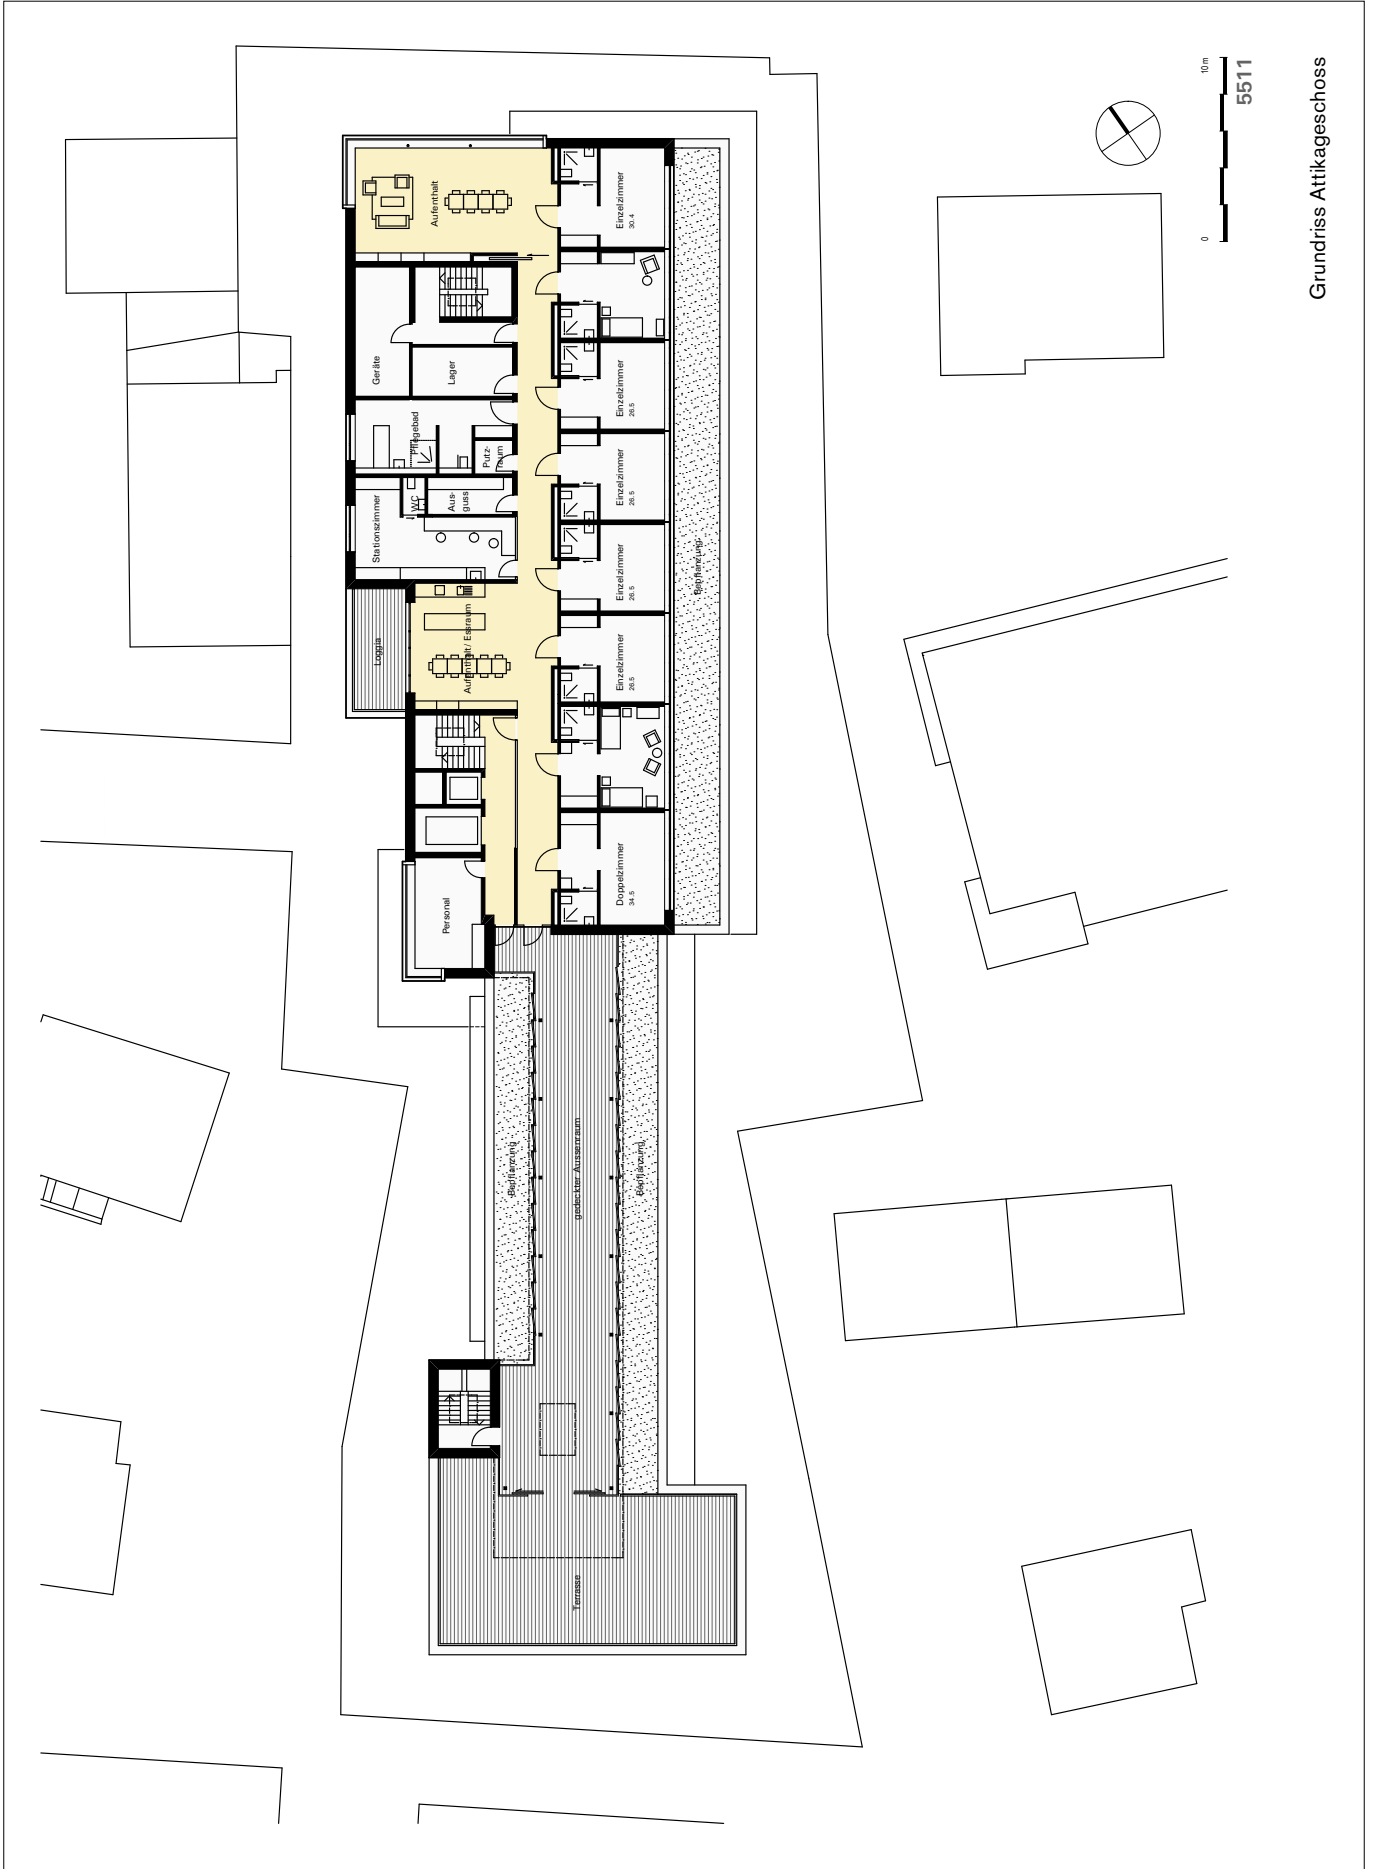 Grundriss Attikageschoss
5511
0
10 m
Aufenthalt
Einzelzimmer
30.4
Geräte
Lager
Einzelzimmer
26.5
Pflegebad
Putz-
raum
Einzelzimmer
26.5
Stationszimmer
WC
Aus-
guss
Einzelzimmer
26.5
Bepflanzung
Loggia
Aufenthalt/ Essraum
Einzelzimmer
26.5
Doppelzimmer
34.5
Personal
Bepflanzung
gedeckter Aussenraum
Bepflanzung
Terrasse